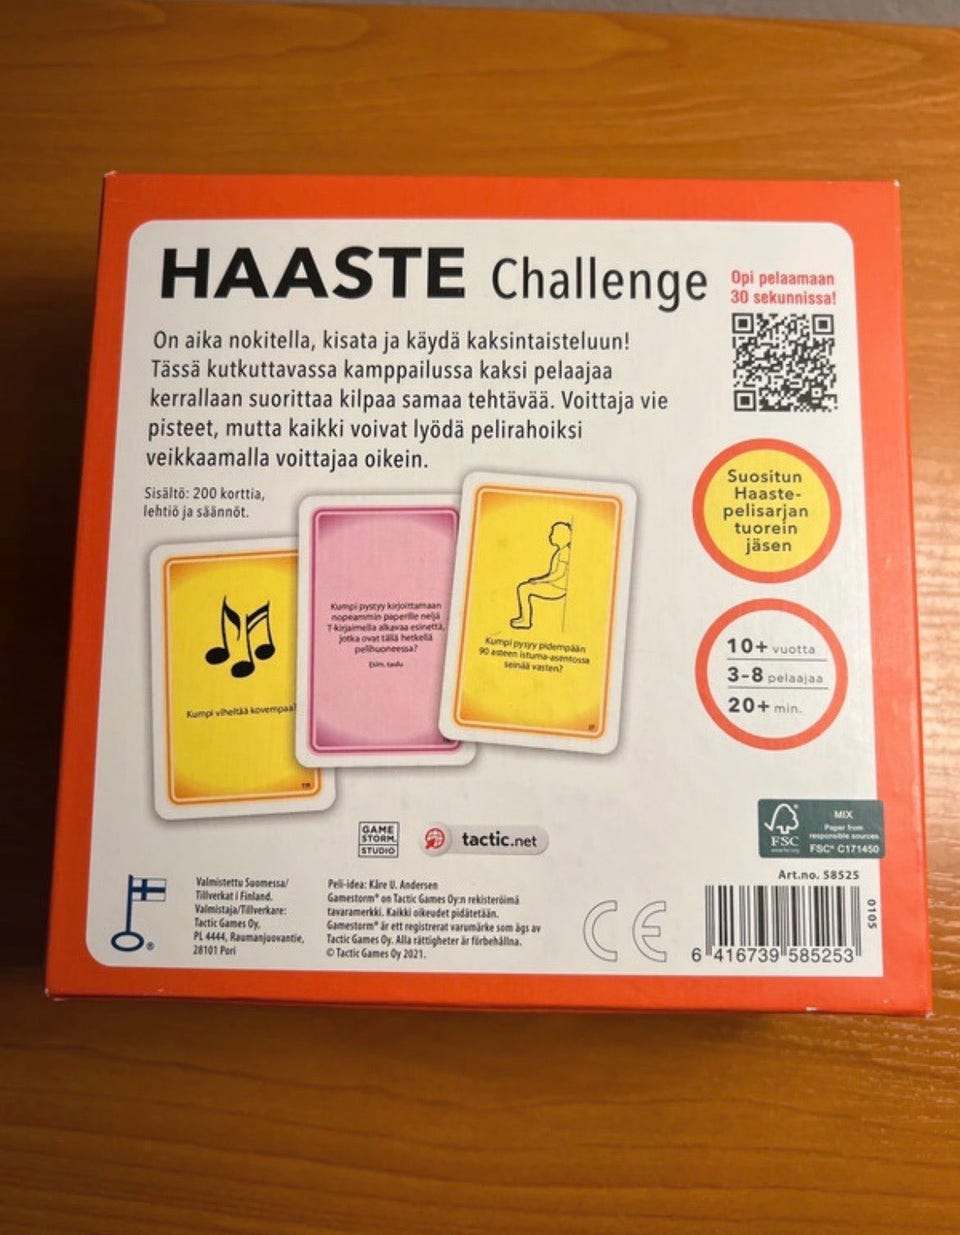 HAASTE Challenge
On aika nokitella, kisata ja käydä kaksintaisteluun!
Tässä kutkuttavassa kamppailussa kaksi pelaajaa
kerrallaan suorittaa kilpaa samaa tehtävää. Voittaja vie
pisteet, mutta kaikki voivat lyödä pelirahoiksi
veikkaamalla voittajaa oikein.
Sisältö: 200 korttia,
lehtiö ja säännöt.
Opi pelaamaan
30 sekunnissa!
Suositun
Haaste-
pelisarjan
tuorein
jäsen
10+ vuotta
3-8 pelaajaa
20+ min.
Kumpi viheltää kovempaa?
Kumpi pystyy kirjoittamaan
nopeammin paperille neljä
T-kirjaimella alkavaa esinettä,
jotka ovat tällä hetkellä
pelihuoneessa?
Esim. taulu
Kumpi pysyy pidempään
90 asteen istuma-asentossa
seinää vasten?
GAME
STORM
STUDIO
tactic.net
FSC
MIX
Paper from
responsible sources
FSC® C171450
Art.no. 58525
0105
6 416739 585253
®
Valmistettu Suomessa/
Tillverkat i Finland.
Valmistaja/Tillverkare:
Tactic Games Oy,
PL 4444, Raumanjuovantie,
28101 Pori
Peli-idea: Kåre U. Andersen
Gamestorm® on Tactic Games Oy:n rekisteröimä
tavaramerkki. Kaikki oikeudet pidätetään.
Gamestorm® är ett registrerat varumärke som ägs av
Tactic Games Oy. Alla rättigheter är förbehållna.
© Tactic Games Oy 2021.
CE